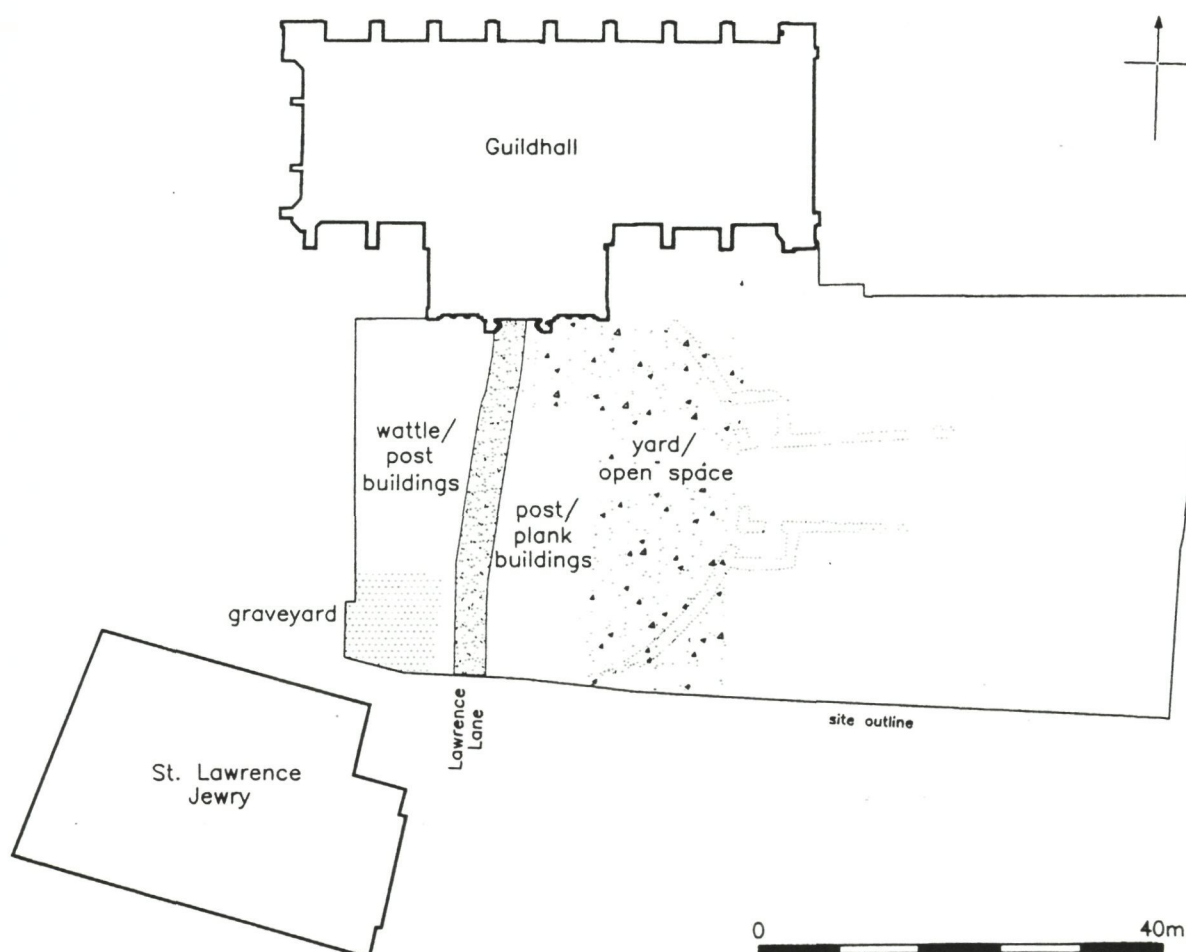 Guildhall
wattle/
post
buildings
yard/
open space
post/
plank
buildings
graveyard
Lawrence
Lane
site outline
St. Lawrence
Jewry
0
40m